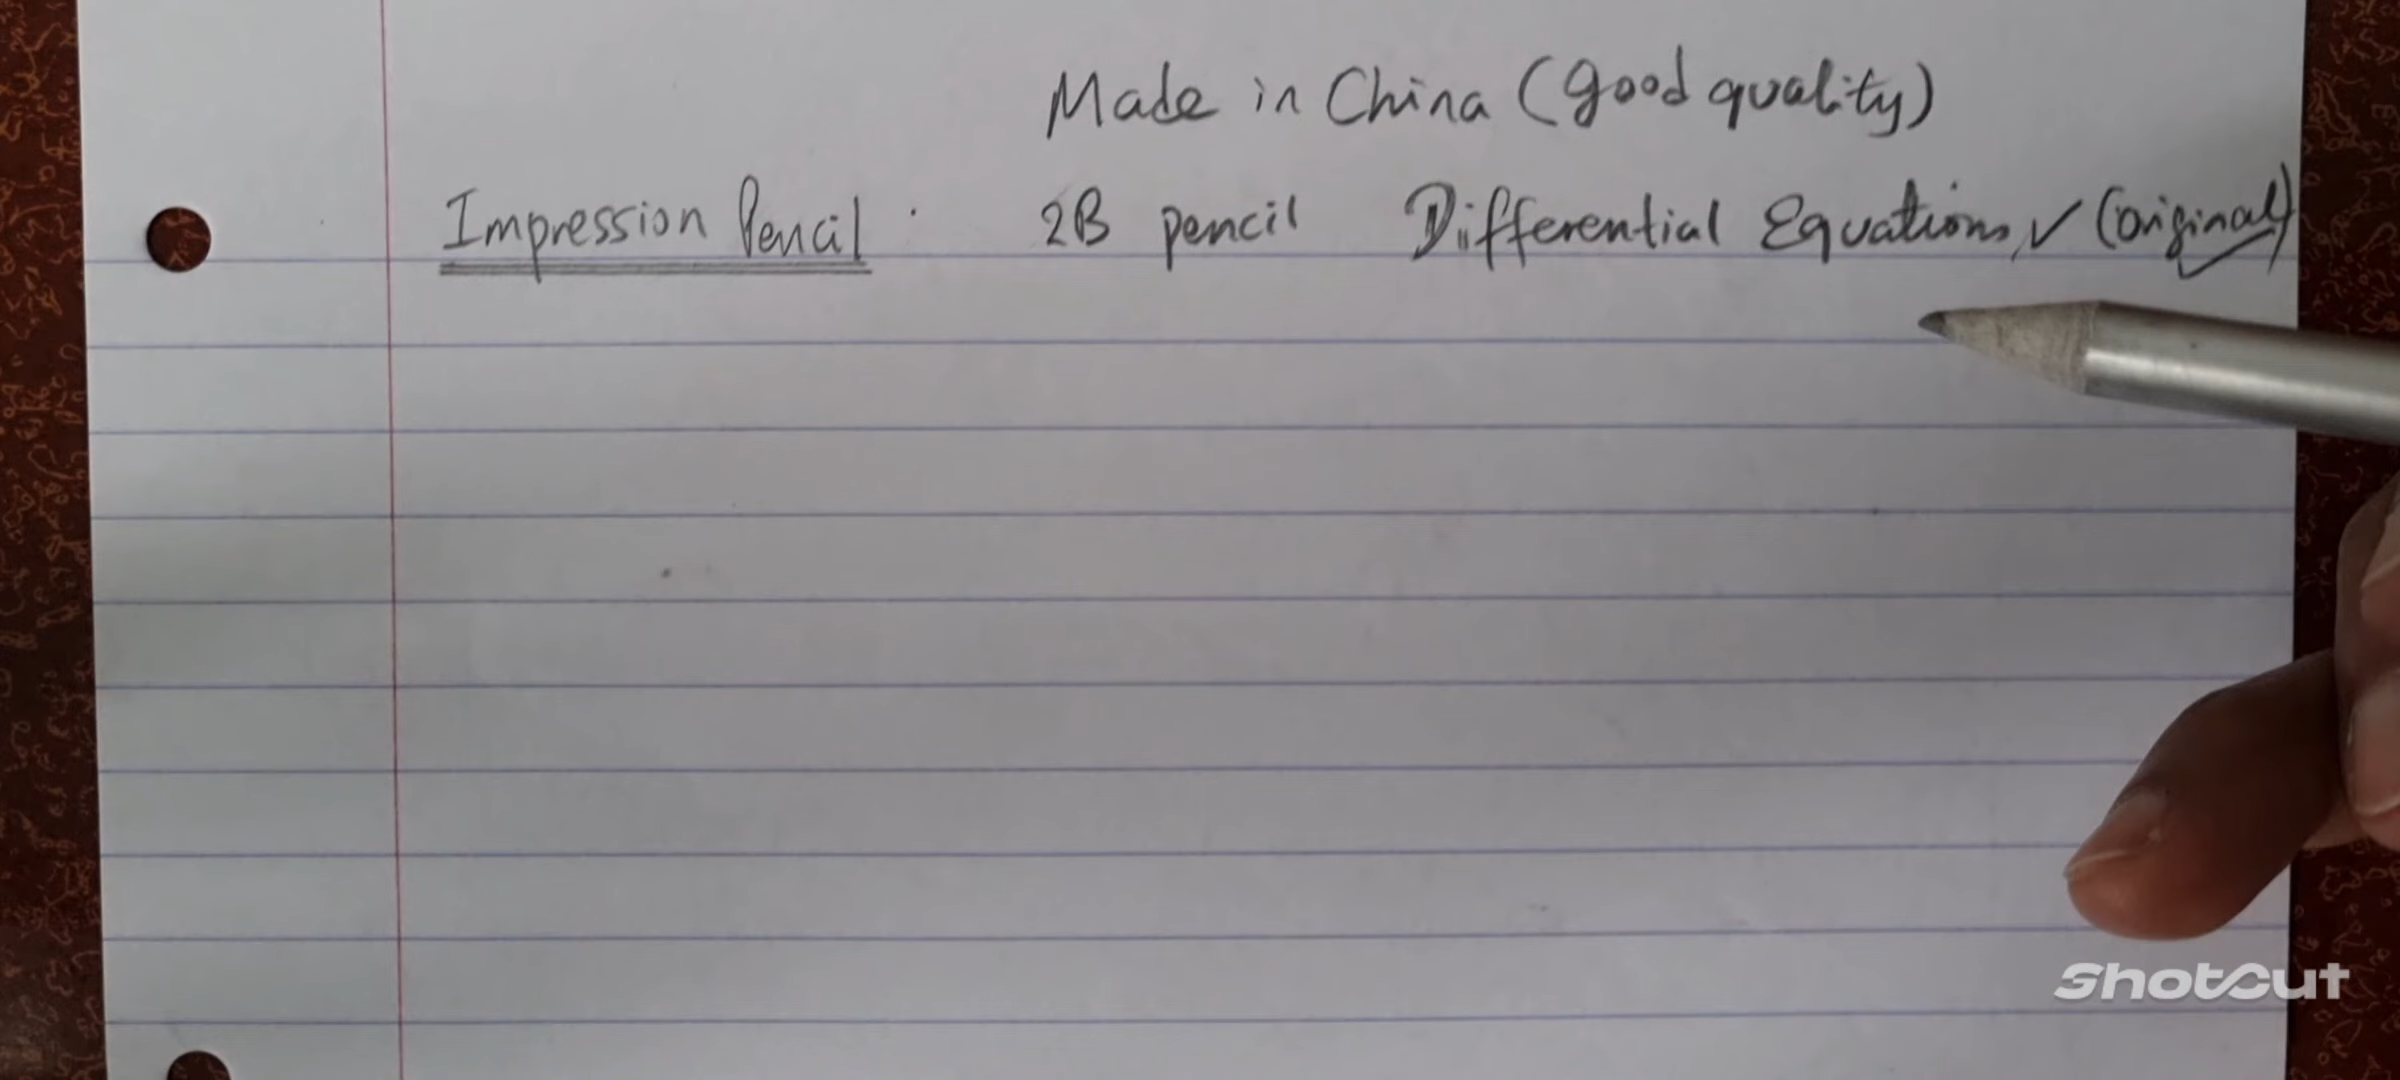 Made in China (Good quality)
Impression Pencil. 2B pencil Differential Equations, ✓ (original)
ShotCut